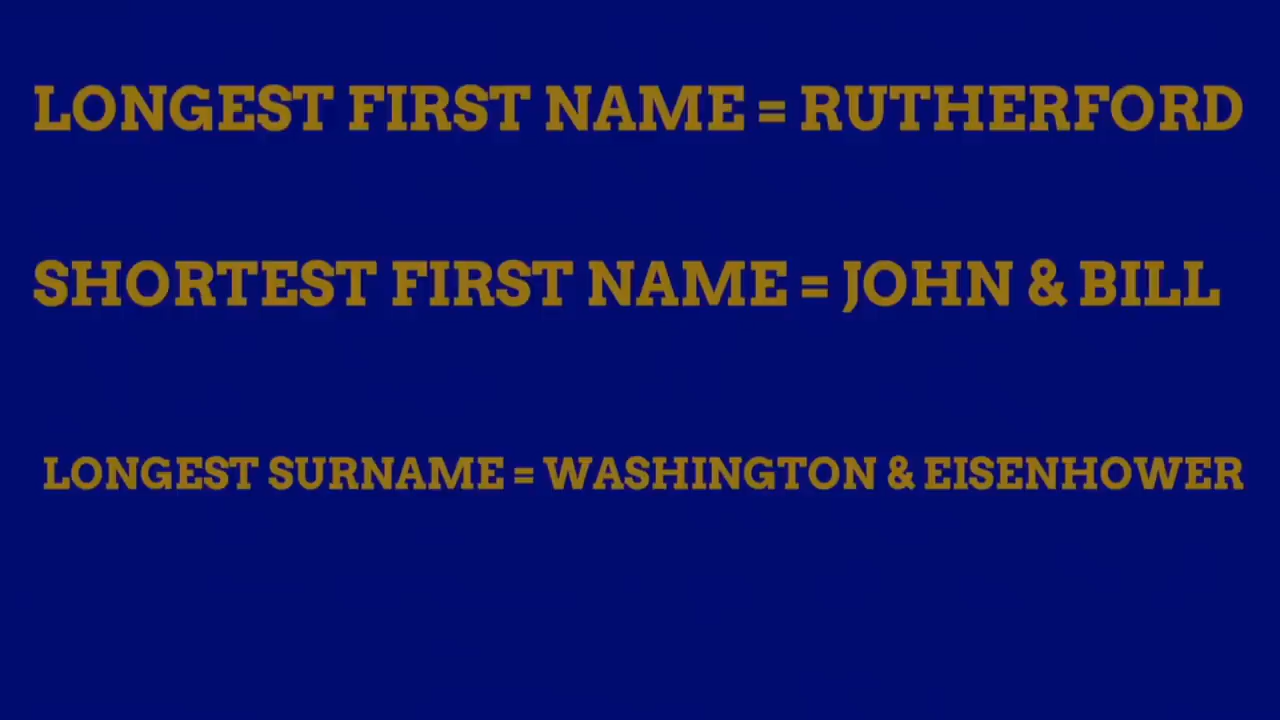 LONGEST FIRST NAME = RUTHERFORD
SHORTEST FIRST NAME = JOHN & BILL
LONGEST SURNAME = WASHINGTON & EISENHOWER